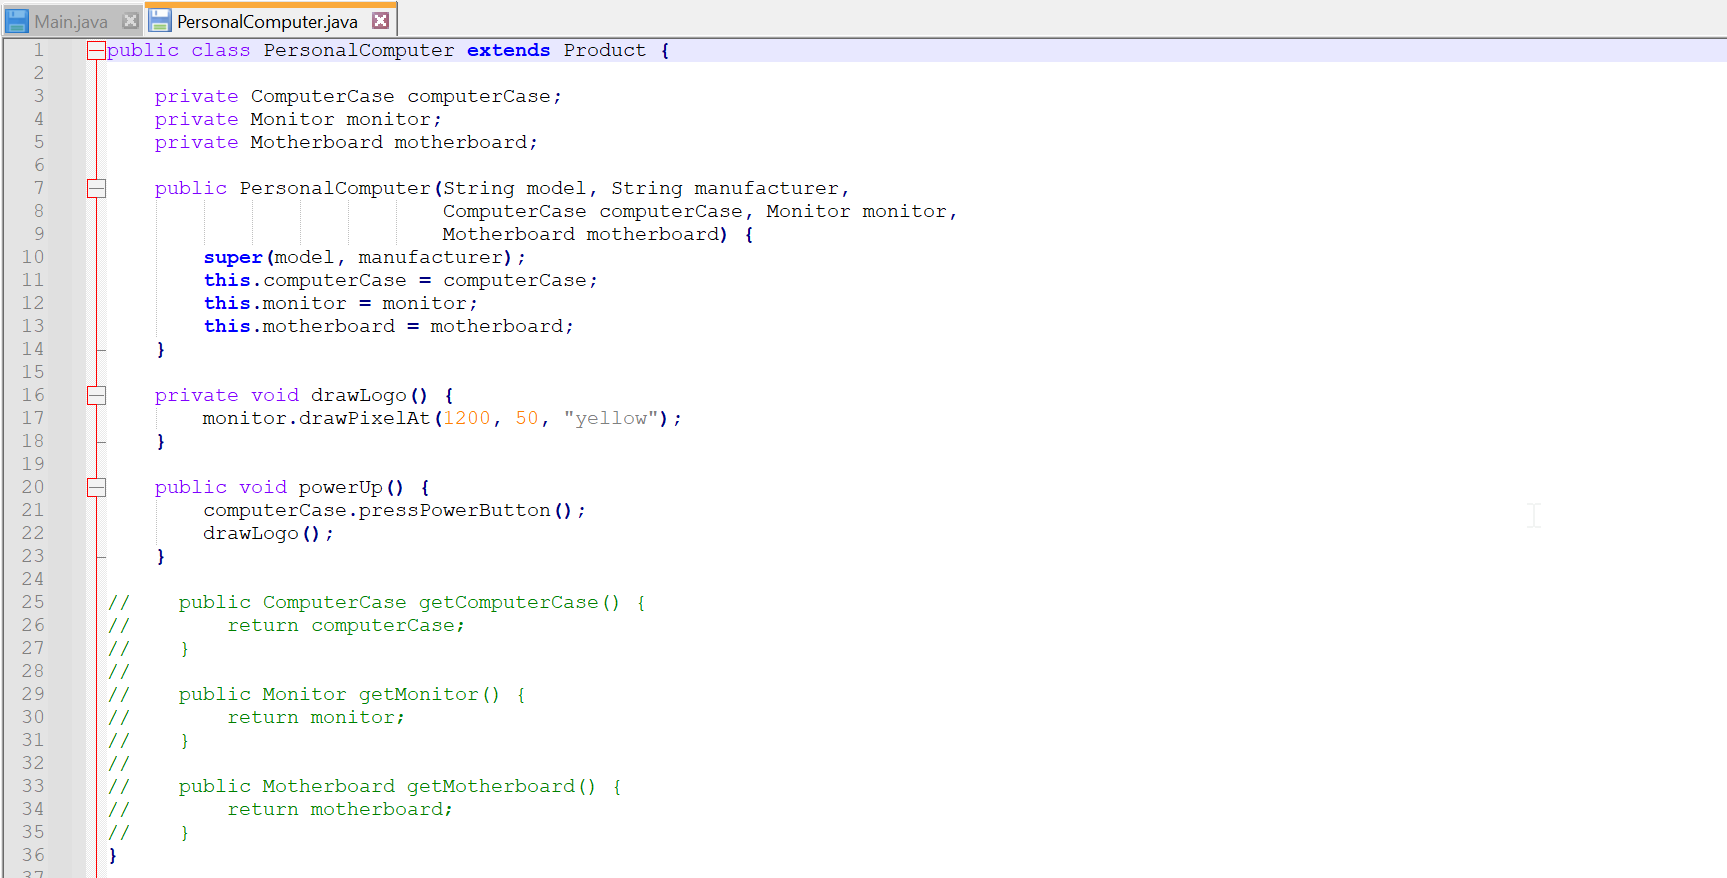 Main.java PersonalComputer.java
1 public class PersonalComputer extends Product {
2
3     private ComputerCase computerCase;
4     private Monitor monitor;
5     private Motherboard motherboard;
6
7     public PersonalComputer(String model, String manufacturer,
8                             ComputerCase computerCase, Monitor monitor,
9                             Motherboard motherboard) {
10         super(model, manufacturer);
11         this.computerCase = computerCase;
12         this.monitor = monitor;
13         this.motherboard = motherboard;
14     }
15
16     private void drawLogo() {
17         monitor.drawPixelAt(1200, 50, "yellow");
18     }
19
20     public void powerUp() {
21         computerCase.pressPowerButton();
22         drawLogo();
23     }
24
25 //    public ComputerCase getComputerCase() {
26 //        return computerCase;
27 //    }
28 //
29 //    public Monitor getMonitor() {
30 //        return monitor;
31 //    }
32 //
33 //    public Motherboard getMotherboard() {
34 //        return motherboard;
35 //    }
36 }
37